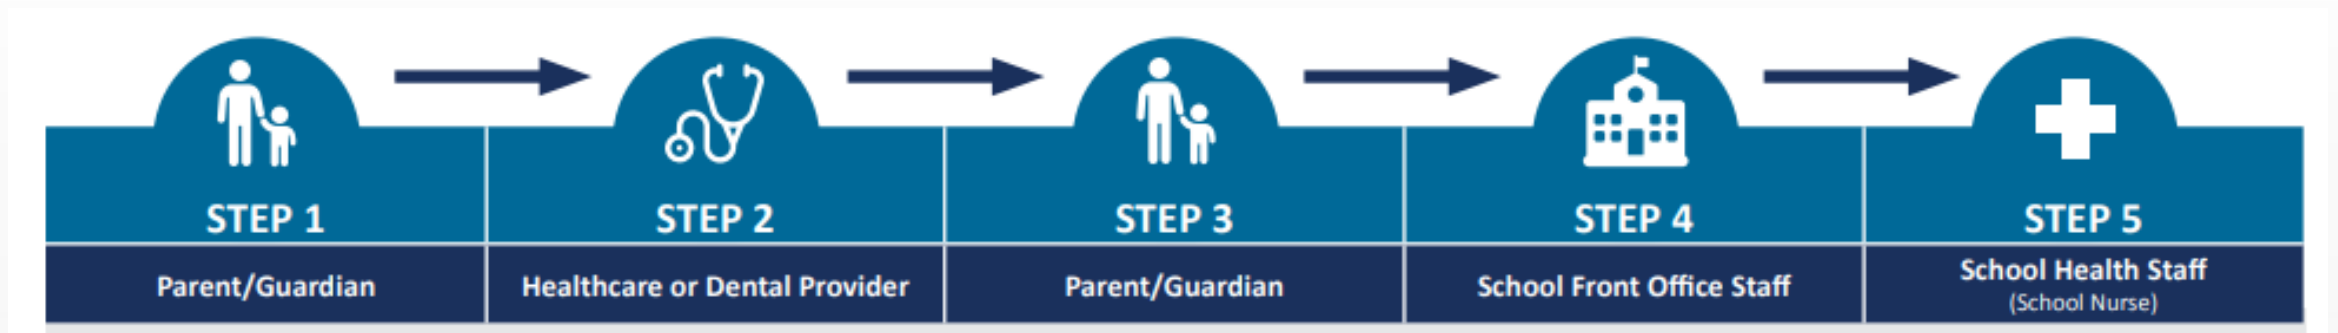 STEP 1
STEP 2
STEP 3
STEP 4
STEP 5
Parent/Guardian
Healthcare or Dental Provider
Parent/Guardian
School Front Office Staff
School Health Staff
(School Nurse)